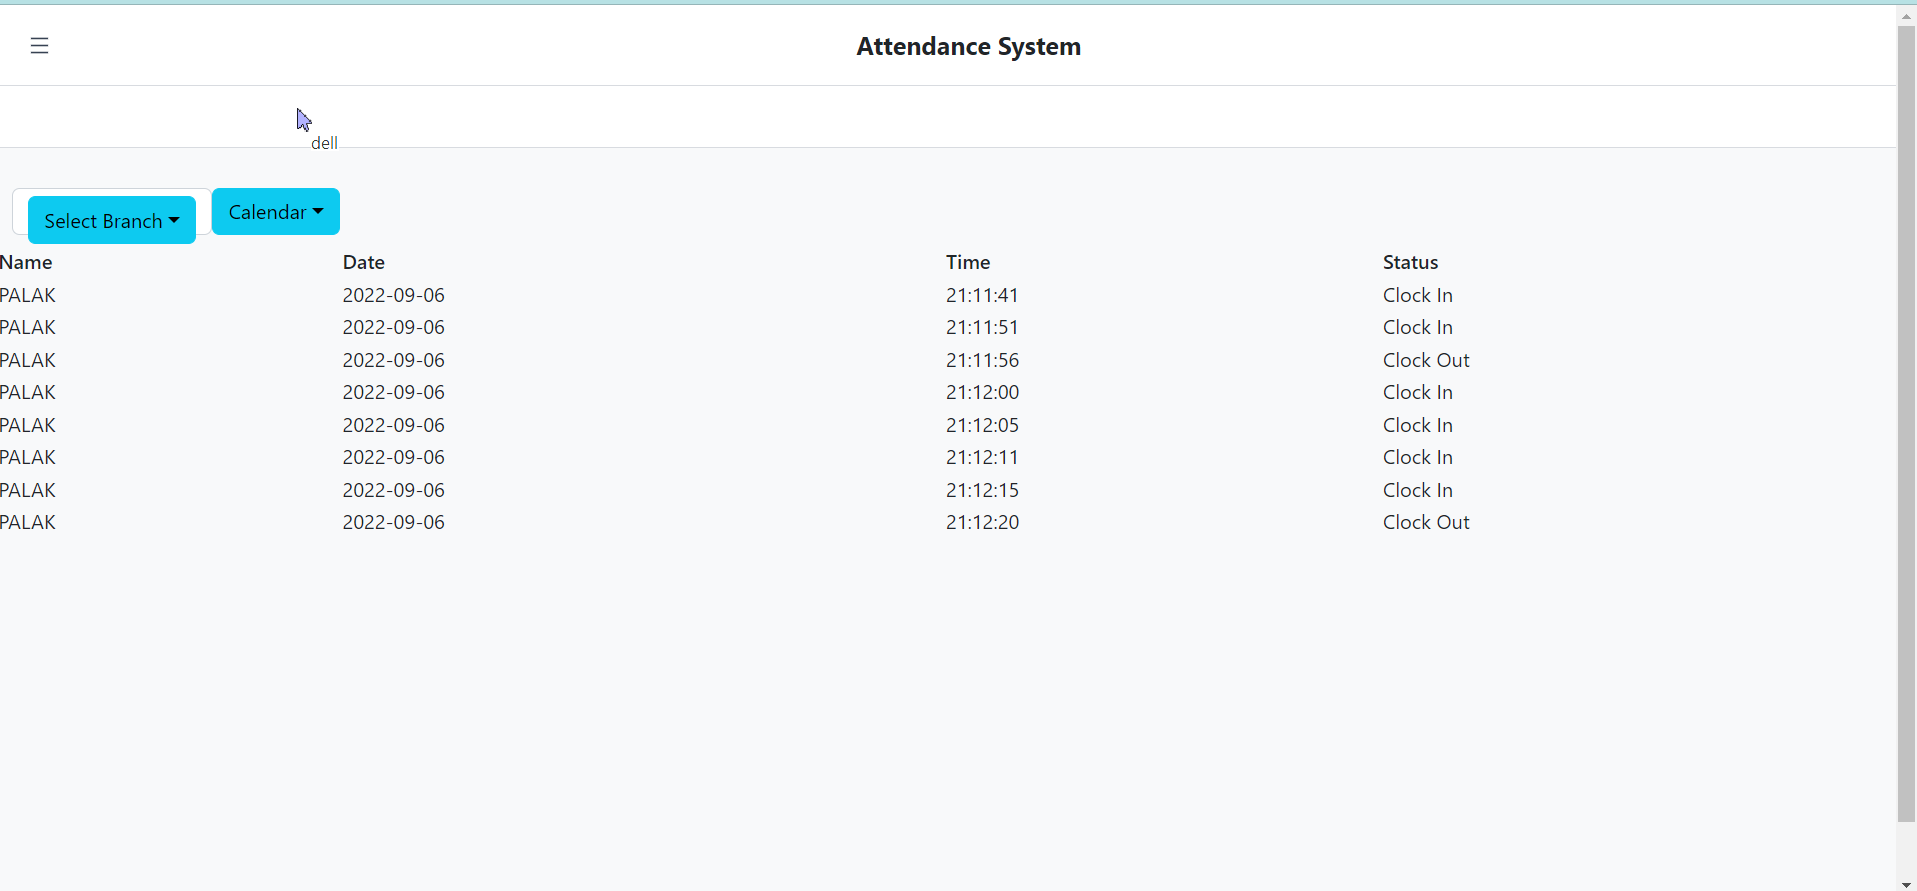 Attendance System
dell
Select Branch Calendar
Name Date Time Status
PALAK 2022-09-06 21:11:41 Clock In
PALAK 2022-09-06 21:11:51 Clock In
PALAK 2022-09-06 21:11:56 Clock Out
PALAK 2022-09-06 21:12:00 Clock In
PALAK 2022-09-06 21:12:05 Clock In
PALAK 2022-09-06 21:12:11 Clock In
PALAK 2022-09-06 21:12:15 Clock In
PALAK 2022-09-06 21:12:20 Clock Out